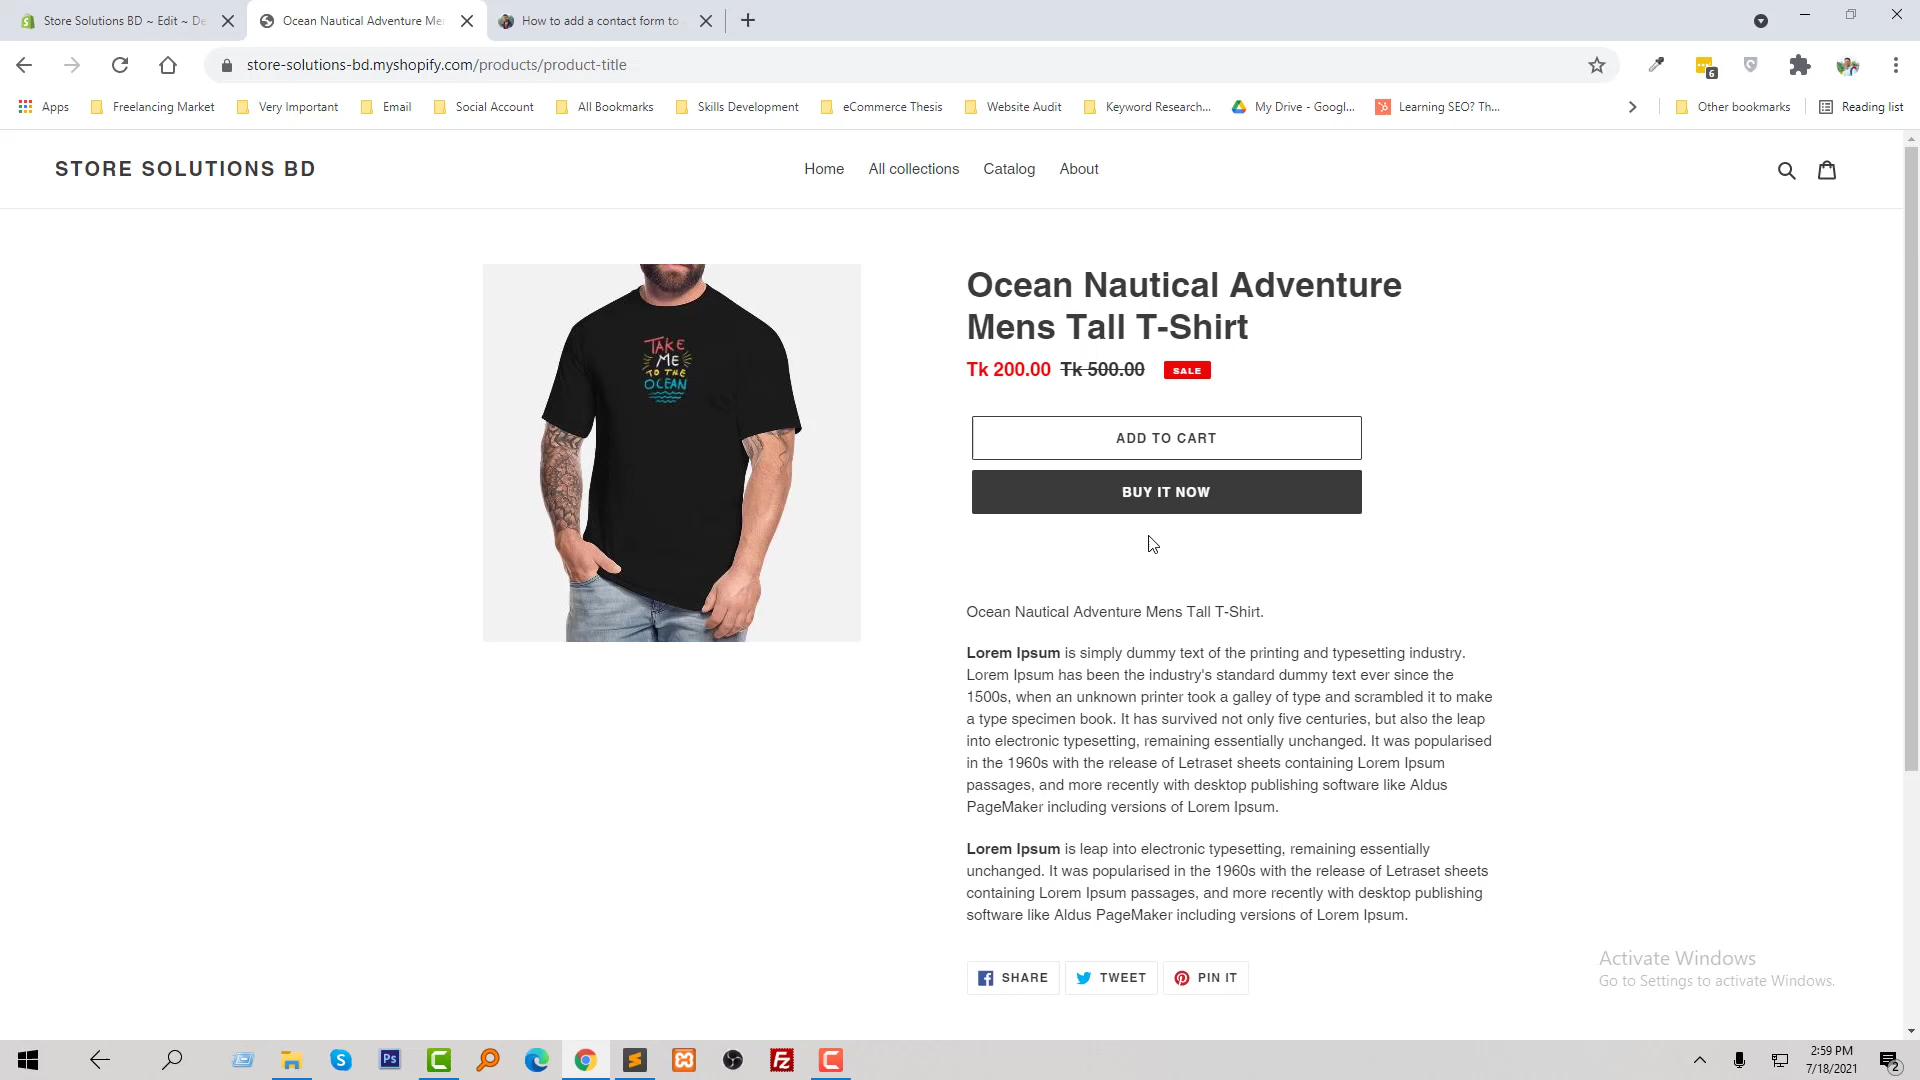 Store Solutions BD ~ Edit ~ De
Ocean Nautical Adventure Me
How to add a contact form to
store-solutions-bd.myshopify.com/products/product-title
6
Apps
Freelancing Market
Very Important
Email
Social Account
All Bookmarks
Skills Development
eCommerce Thesis
Website Audit
Keyword Research...
My Drive - Googl...
Learning SEO? Th...
Other bookmarks
Reading list
STORE SOLUTIONS BD
Home
All collections
Catalog
About
TAKE
ME
TO THE
OCEAN
Ocean Nautical Adventure
Mens Tall T-Shirt
Tk 200.00 Tk 500.00 SALE
ADD TO CART
BUY IT NOW
Ocean Nautical Adventure Mens Tall T-Shirt.
Lorem Ipsum is simply dummy text of the printing and typesetting industry.
Lorem Ipsum has been the industry's standard dummy text ever since the
1500s, when an unknown printer took a galley of type and scrambled it to make
a type specimen book. It has survived not only five centuries, but also the leap
into electronic typesetting, remaining essentially unchanged. It was popularised
in the 1960s with the release of Letraset sheets containing Lorem Ipsum
passages, and more recently with desktop publishing software like Aldus
PageMaker including versions of Lorem Ipsum.
Lorem Ipsum is leap into electronic typesetting, remaining essentially
unchanged. It was popularised in the 1960s with the release of Letraset sheets
containing Lorem Ipsum passages, and more recently with desktop publishing
software like Aldus PageMaker including versions of Lorem Ipsum.
SHARE
TWEET
PIN IT
Activate Windows
Go to Settings to activate Windows.
Ps
2:59 PM
7/18/2021
2